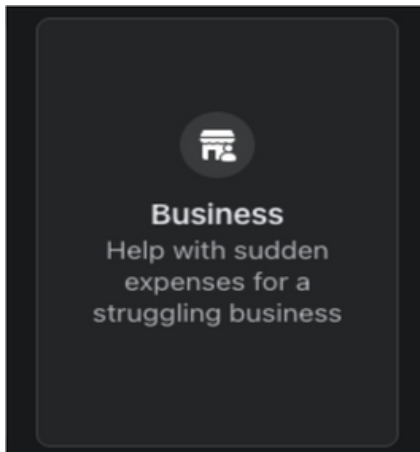 Business
Help with sudden
expenses for a
struggling business